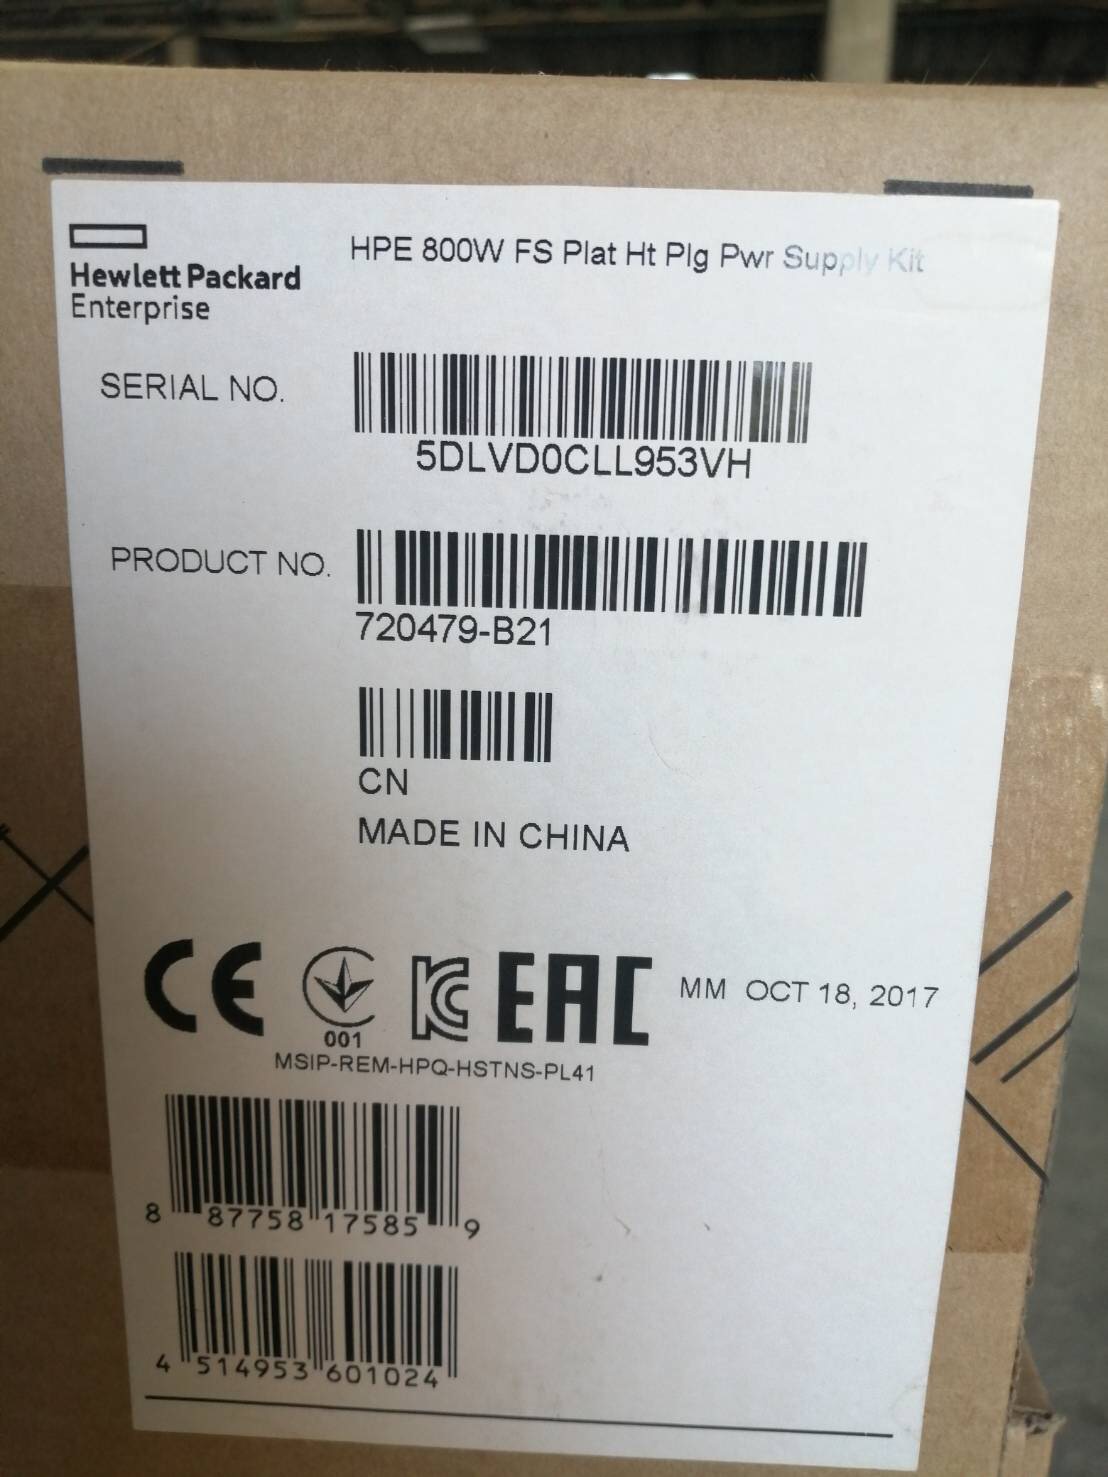 Hewlett Packard
Enterprise
HPE 800W FS Plat Ht Plg Pwr Supply Kit
SERIAL NO.
5DLVD0CLL953VH
PRODUCT NO.
720479-B21
CN
MADE IN CHINA
CE
001
EAC
MM OCT 18, 2017
MSIP-REM-HPQ-HSTNS-PL41
8 87758 17585 9
4 514953 601024